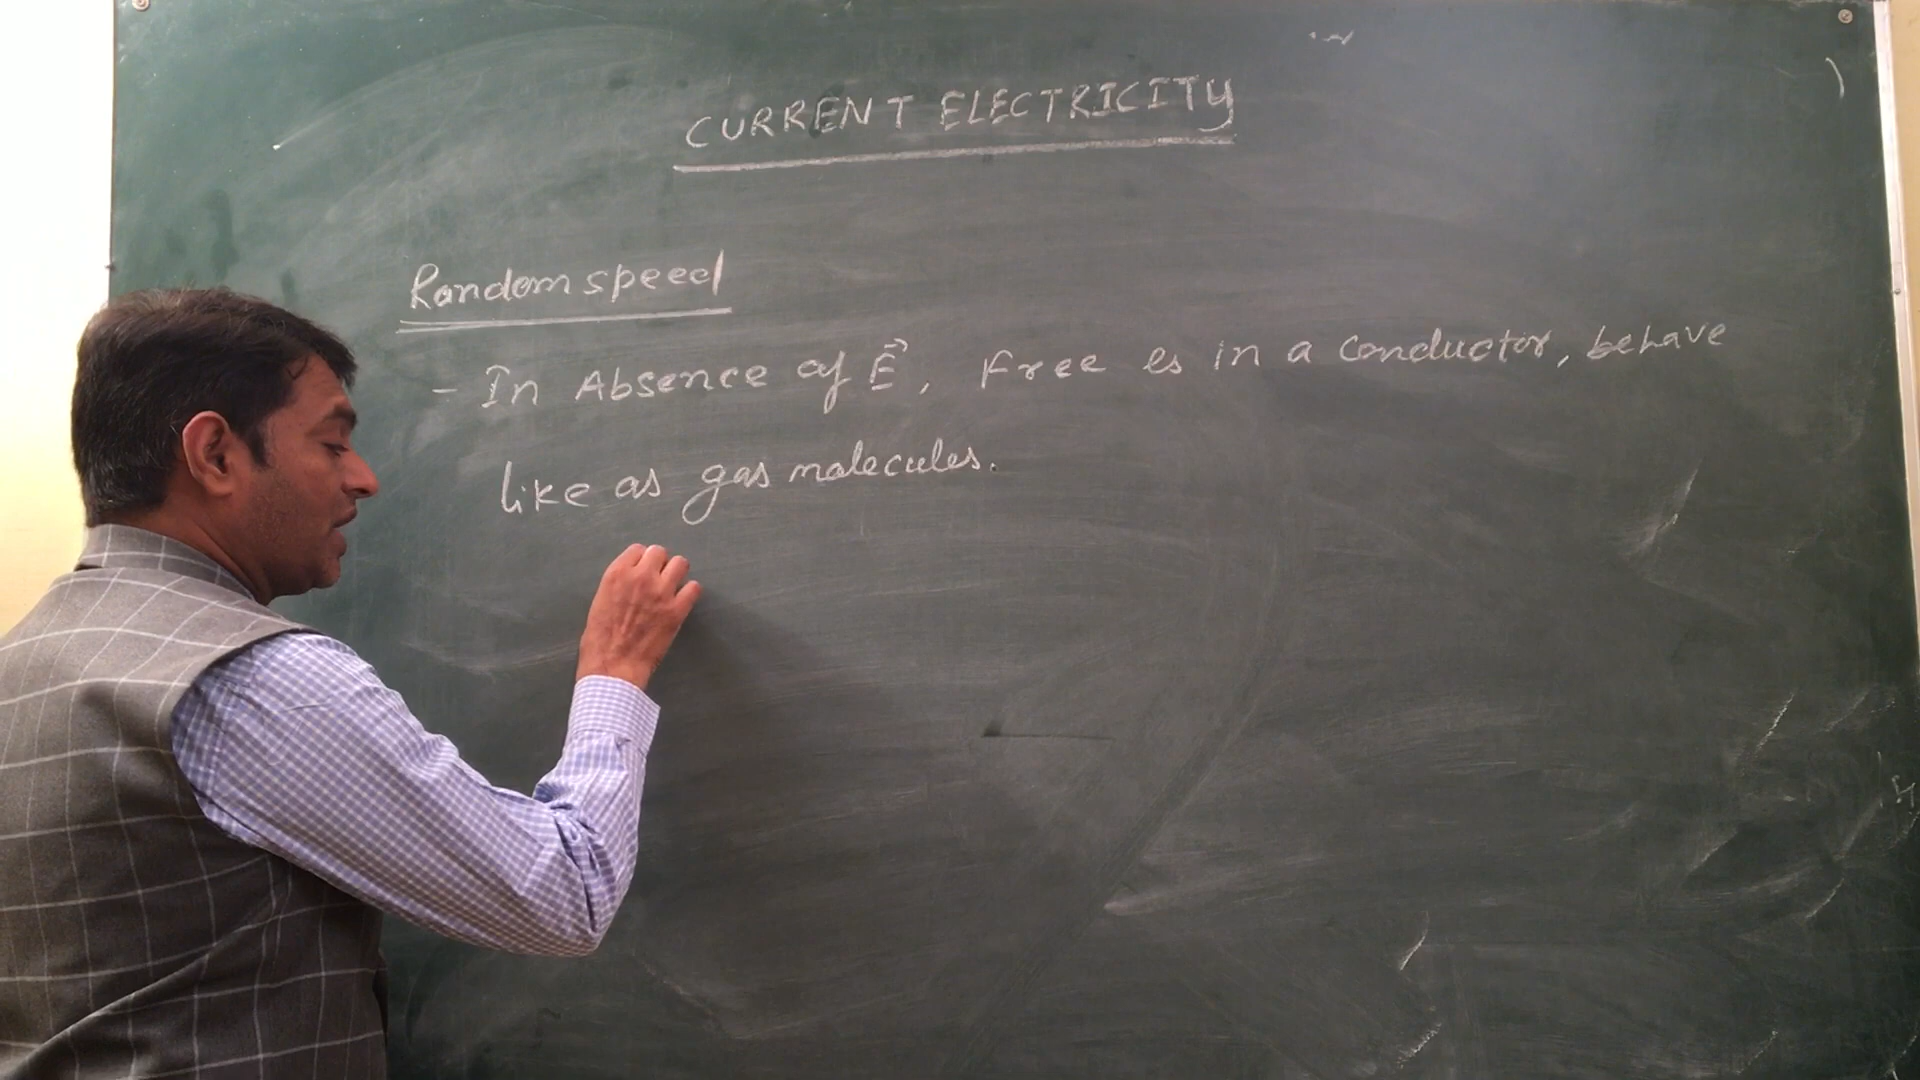 CURRENT ELECTRICITY
Random speed
- In Absence of E⃗, Free es in a conductor, behave
like as gas molecules.